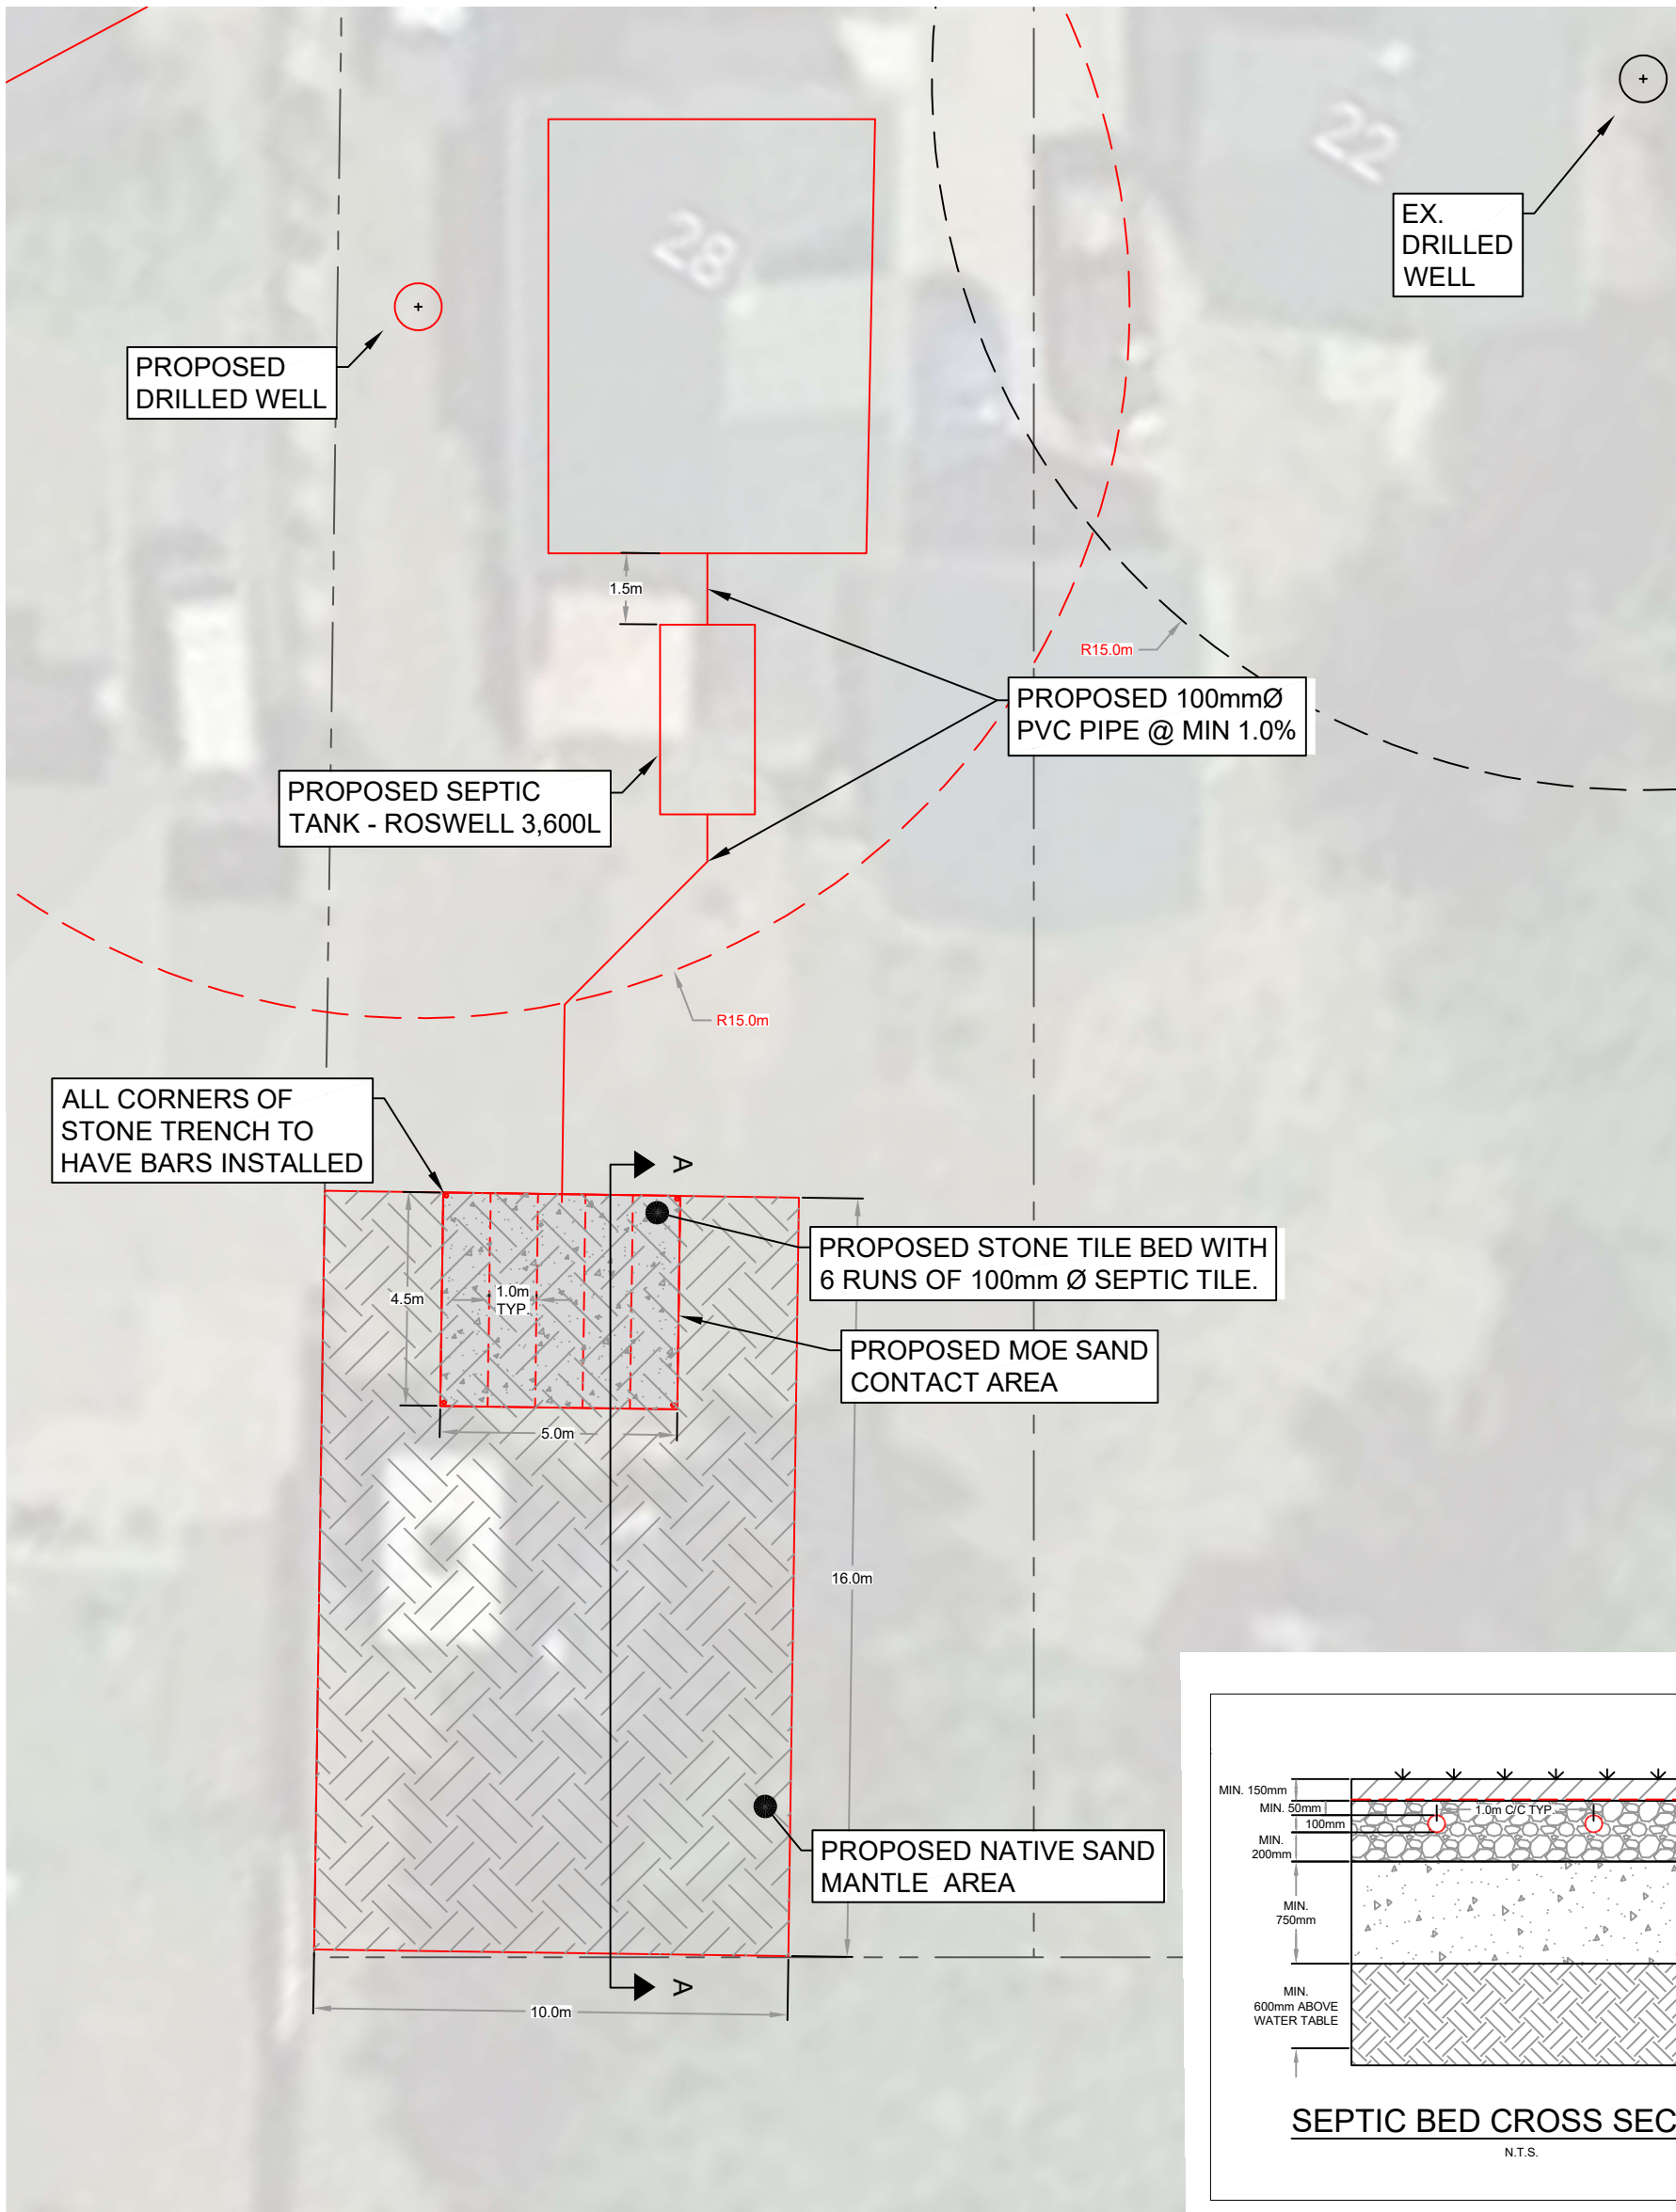 22
EX.
DRILLED
WELL
28
PROPOSED
DRILLED WELL
1.5m
R15.0m
PROPOSED 100mmØ
PVC PIPE @ MIN 1.0%
PROPOSED SEPTIC
TANK - ROSWELL 3,600L
R15.0m
ALL CORNERS OF
STONE TRENCH TO
HAVE BARS INSTALLED
A
PROPOSED STONE TILE BED WITH
6 RUNS OF 100mm Ø SEPTIC TILE.
4.5m
1.0m
TYP.
PROPOSED MOE SAND
CONTACT AREA
5.0m
16.0m
PROPOSED NATIVE SAND
MANTLE AREA
A
10.0m
MIN. 150mm
MIN. 50mm
1.0m C/C TYP.
100mm
MIN.
200mm
MIN.
750mm
MIN.
600mm ABOVE
WATER TABLE
SEPTIC BED CROSS SEC
N.T.S.